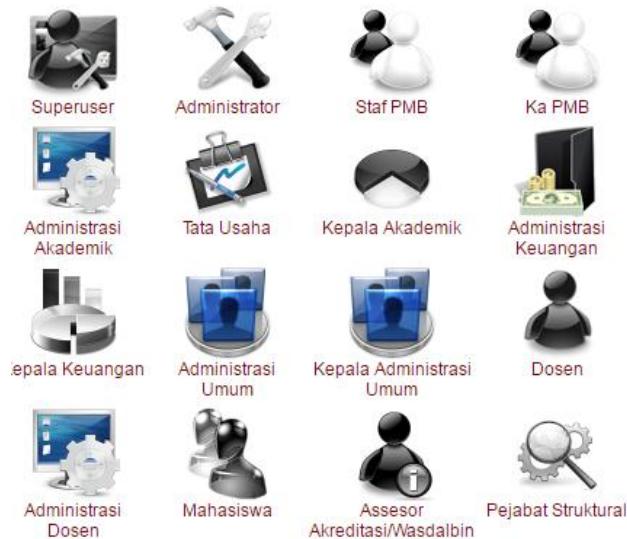 Superuser
Administrator
Staf PMB
Ka PMB
Administrasi
Akademik
Tata Usaha
Kepala Akademik
Administrasi
Keuangan
epala Keuangan
Administrasi
Umum
Kepala Administrasi
Umum
Dosen
Administrasi
Dosen
Mahasiswa
Assesor
Akreditasi/Wasdalbin
Pejabat Struktural